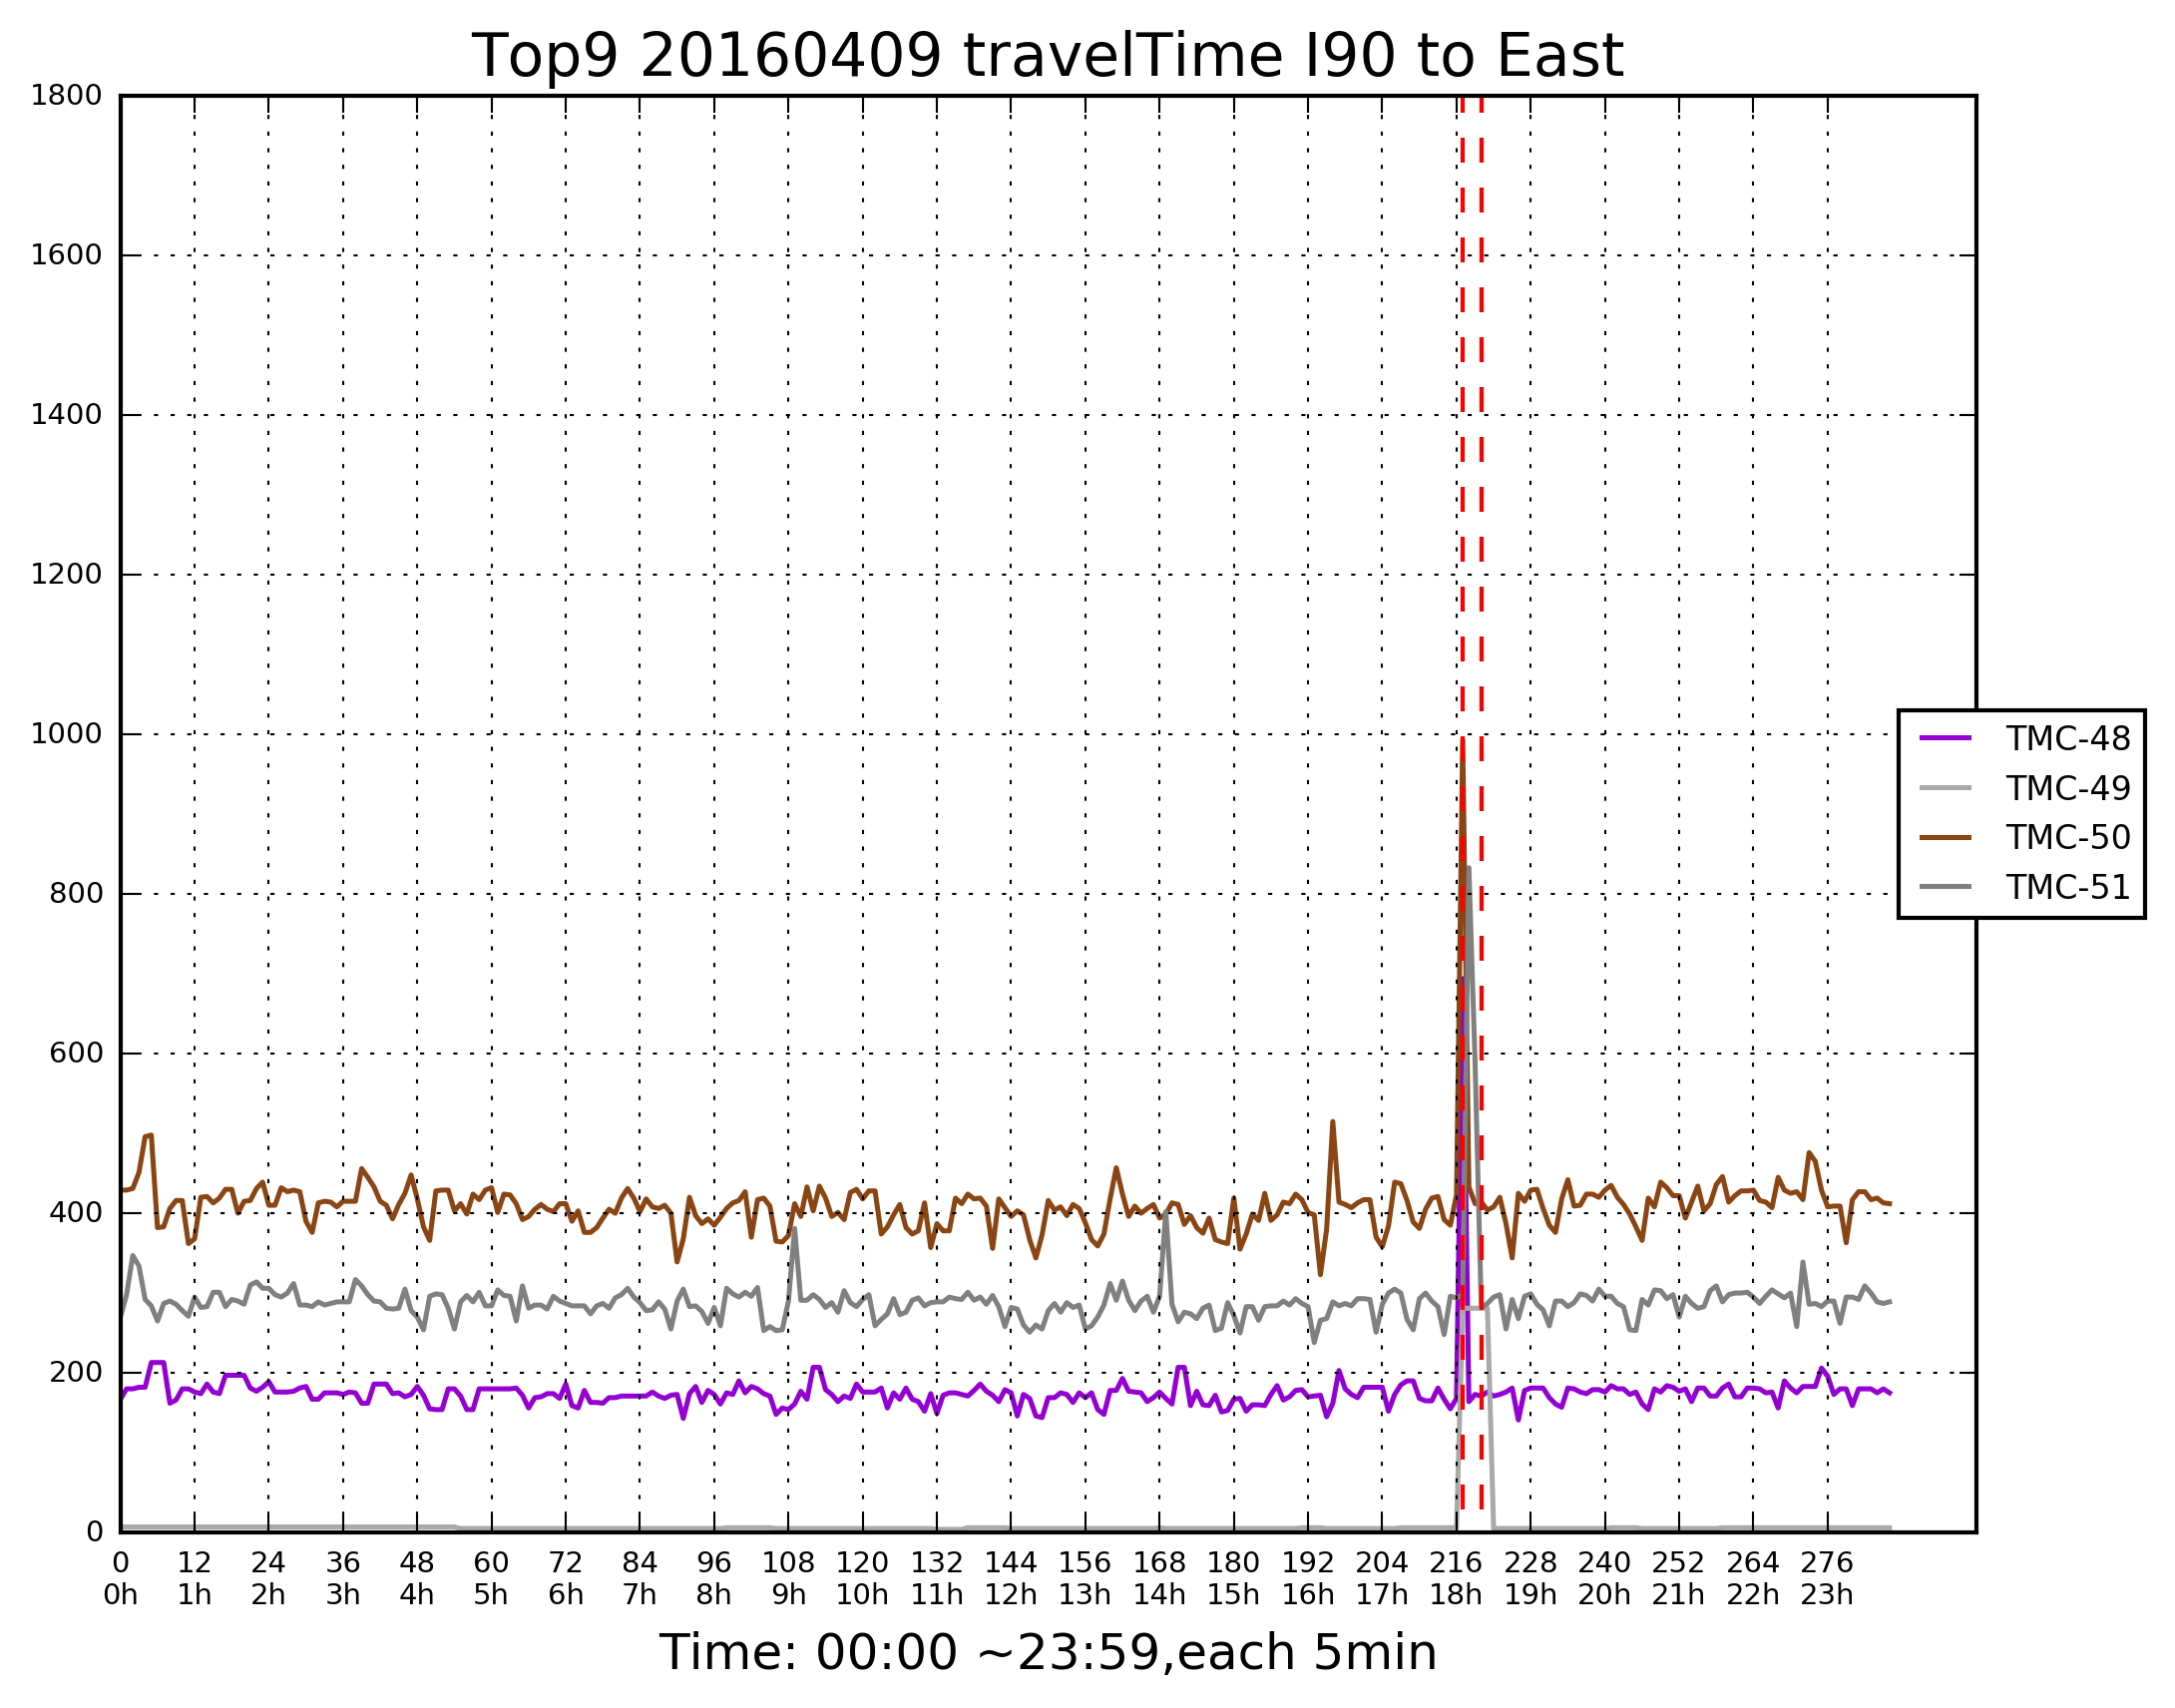 Top9 20160409 travelTime I90 to East
1800
1600
1400
1200
1000
800
600
400
200
0
TMC-48
TMC-49
TMC-50
TMC-51
0 12 24 36 48 60 72 84 96 108 120 132 144 156 168 180 192 204 216 228 240 252 264 276
0h 1h 2h 3h 4h 5h 6h 7h 8h 9h 10h 11h 12h 13h 14h 15h 16h 17h 18h 19h 20h 21h 22h 23h
Time: 00:00 ~23:59,each 5min